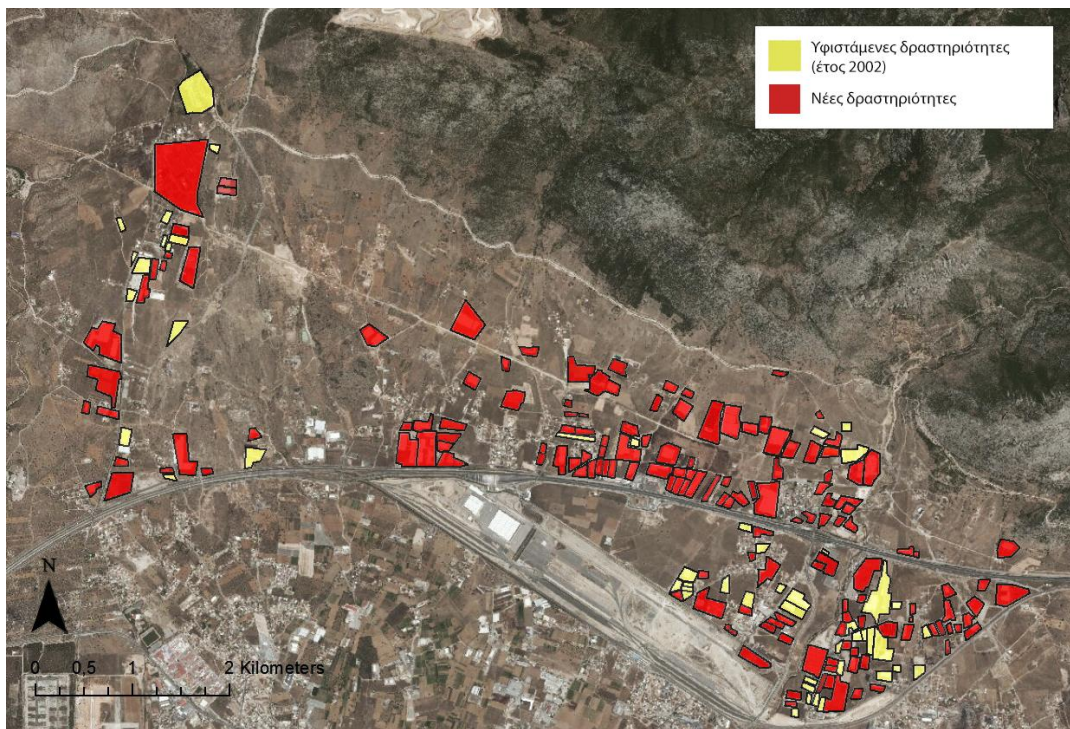 Υφιστάμενες δραστηριότητες
(έτος 2002)
Νέες δραστηριότητες
N
0 0,5 1 2 Kilometers